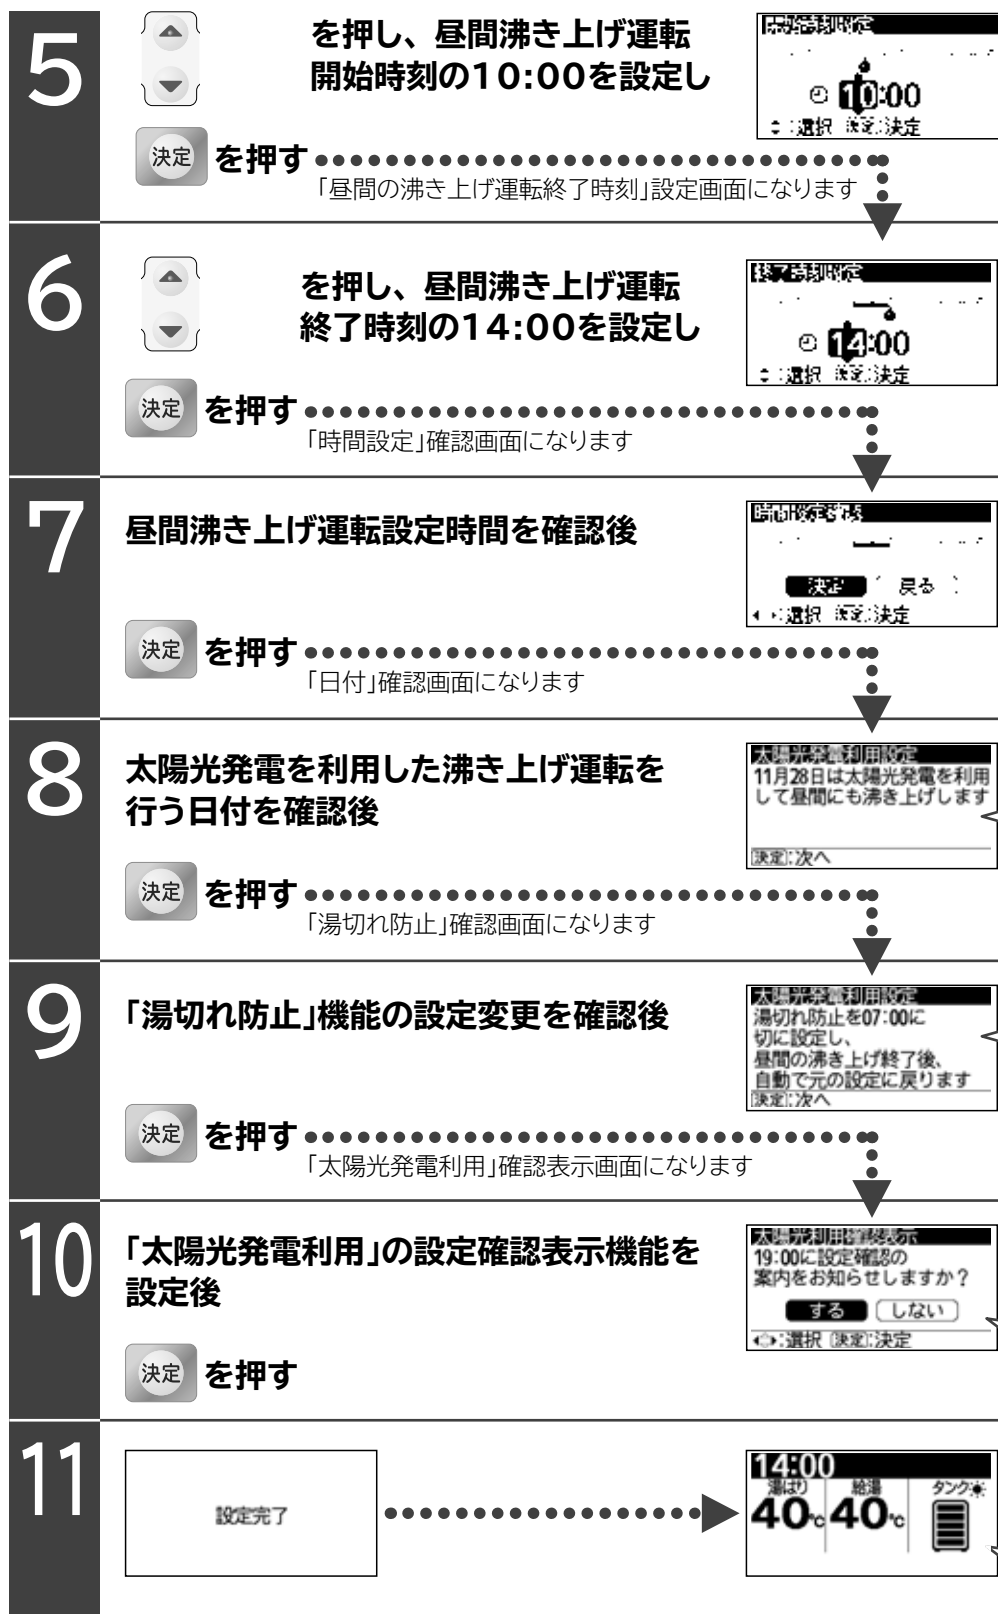 5
を押し、昼間沸き上げ運転
開始時刻の10:00を設定し
開始時刻設定
10:00
:選択 決定:決定
決定 を押す
「昼間の沸き上げ運転終了時刻」設定画面になります
6
を押し、昼間沸き上げ運転
終了時刻の14:00を設定し
終了時刻設定
14:00
:選択 決定:決定
決定 を押す
「時間設定」確認画面になります
7
昼間沸き上げ運転設定時間を確認後
時間設定確認
決定 戻る
:選択 決定:決定
決定 を押す
「日付」確認画面になります
8
太陽光発電を利用した沸き上げ運転を
行う日付を確認後
太陽光発電利用設定
11月28日は太陽光発電を利用
して昼間にも沸き上げします
決定:次へ
決定 を押す
「湯切れ防止」確認画面になります
9
「湯切れ防止」機能の設定変更を確認後
太陽光発電利用設定
湯切れ防止を07:00に
切に設定し、
昼間の沸き上げ終了後、
自動で元の設定に戻ります
決定:次へ
決定 を押す
「太陽光発電利用」確認表示画面になります
10
「太陽光発電利用」の設定確認表示機能を
設定後
太陽光利用確認表示
19:00に設定確認の
案内をお知らせしますか?
する しない
:選択 決定:決定
決定 を押す
11
設定完了
14:00
湯はり 給湯 タンク
40℃ 40℃